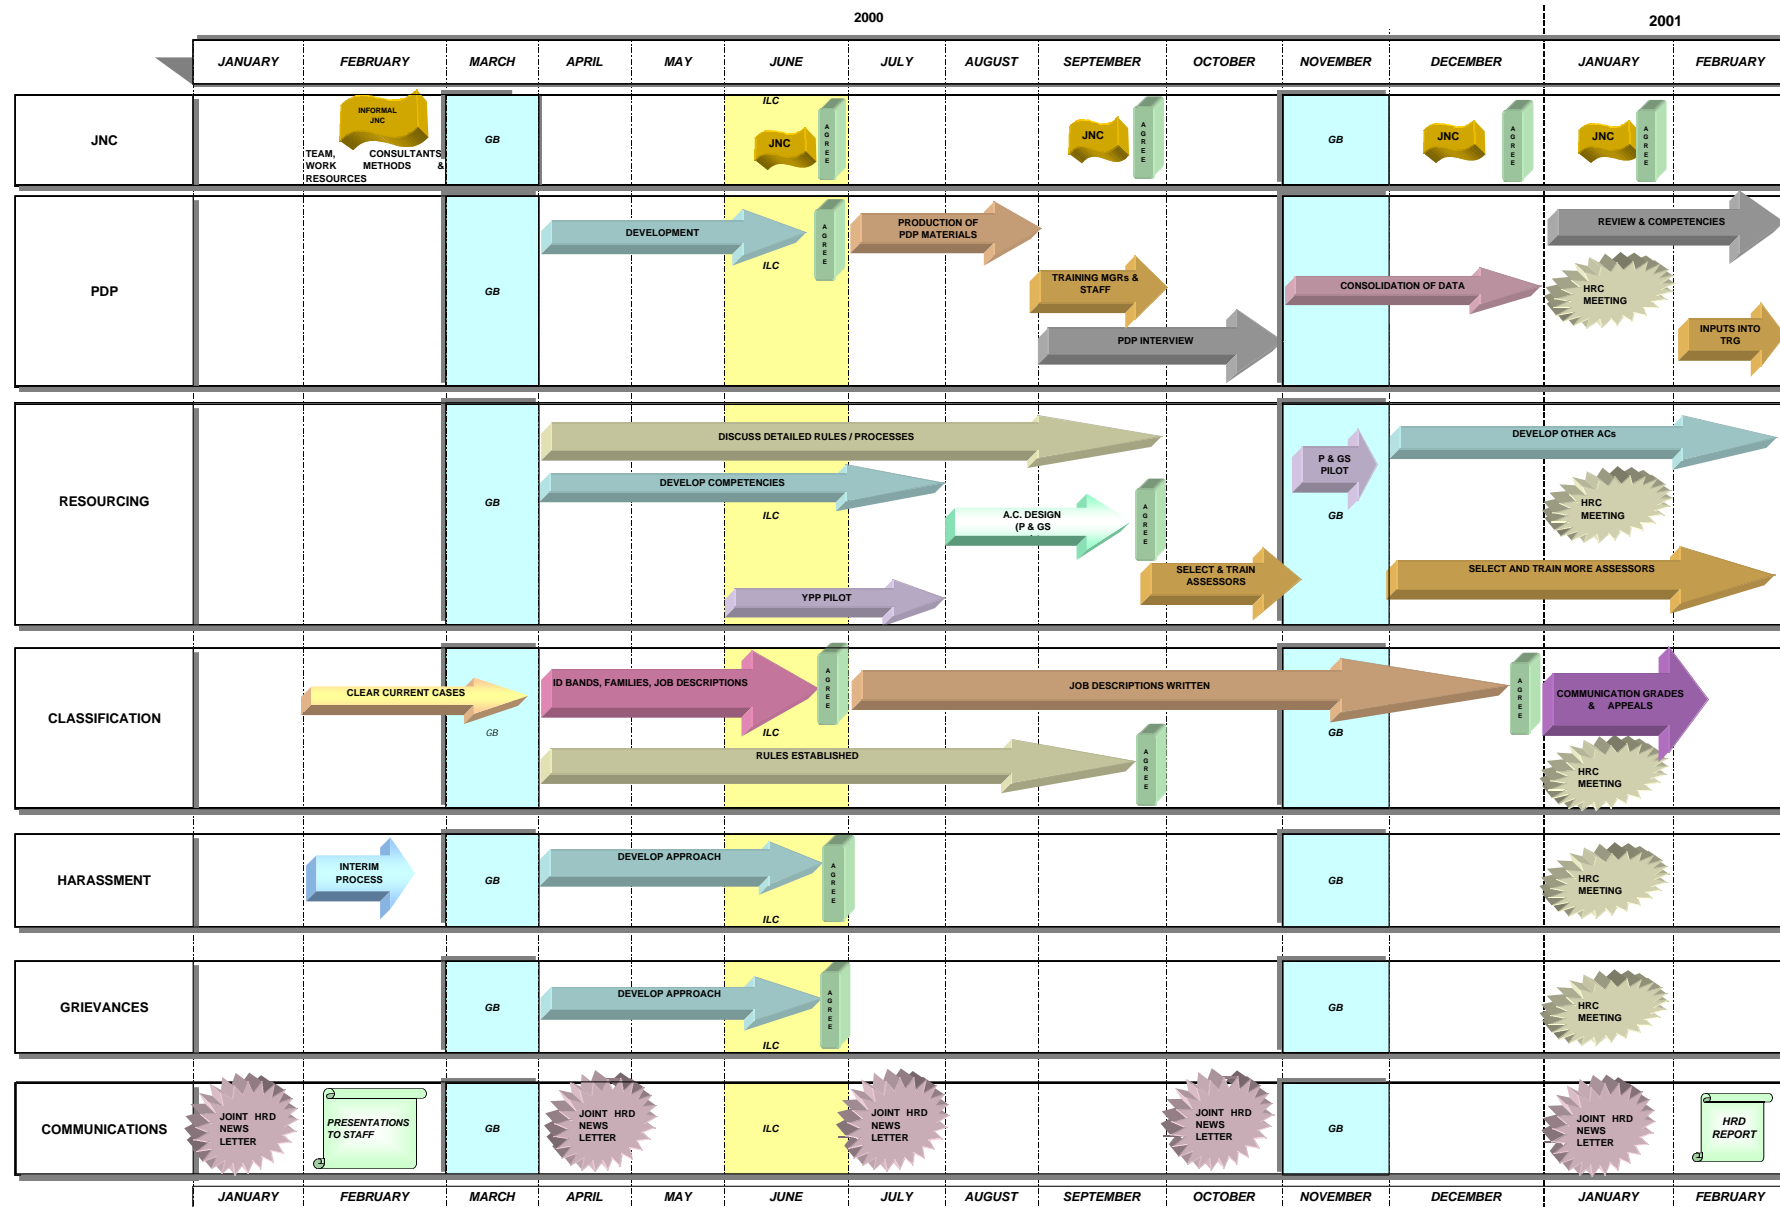 2000
2001
JANUARY FEBRUARY MARCH APRIL MAY JUNE JULY AUGUST SEPTEMBER OCTOBER NOVEMBER DECEMBER JANUARY FEBRUARY
JNC
INFORMAL
JNC
TEAM, CONSULTANTS,
WORK METHODS &
RESOURCES
GB
ILC
JNC
AGREE
JNC
AGREE
GB
JNC
AGREE
JNC
AGREE
PDP
GB
DEVELOPMENT
AGREE
ILC
PRODUCTION OF
PDP MATERIALS
TRAINING MGRs &
STAFF
PDP INTERVIEW
CONSOLIDATION OF DATA
REVIEW & COMPETENCIES
HRC
MEETING
INPUTS INTO
TRG
RESOURCING
GB
DISCUSS DETAILED RULES / PROCESSES
DEVELOP COMPETENCIES
ILC
YPP PILOT
A.C. DESIGN
(P & GS
AGREE
SELECT & TRAIN
ASSESSORS
P & GS
PILOT
GB
DEVELOP OTHER ACs
HRC
MEETING
SELECT AND TRAIN MORE ASSESSORS
CLASSIFICATION
CLEAR CURRENT CASES
GB
ID BANDS, FAMILIES, JOB DESCRIPTIONS
AGREE
ILC
RULES ESTABLISHED
AGREE
JOB DESCRIPTIONS WRITTEN
GB
AGREE
COMMUNICATION GRADES
& APPEALS
HRC
MEETING
HARASSMENT
INTERIM
PROCESS
GB
DEVELOP APPROACH
AGREE
ILC
GB
HRC
MEETING
GRIEVANCES
GB
DEVELOP APPROACH
AGREE
ILC
GB
HRC
MEETING
COMMUNICATIONS
JOINT HRD
NEWS
LETTER
PRESENTATIONS
TO STAFF
GB
JOINT HRD
NEWS
LETTER
ILC
JOINT HRD
NEWS
LETTER
JOINT HRD
NEWS
LETTER
GB
JOINT HRD
NEWS
LETTER
HRD
REPORT
JANUARY FEBRUARY MARCH APRIL MAY JUNE JULY AUGUST SEPTEMBER OCTOBER NOVEMBER DECEMBER JANUARY FEBRUARY